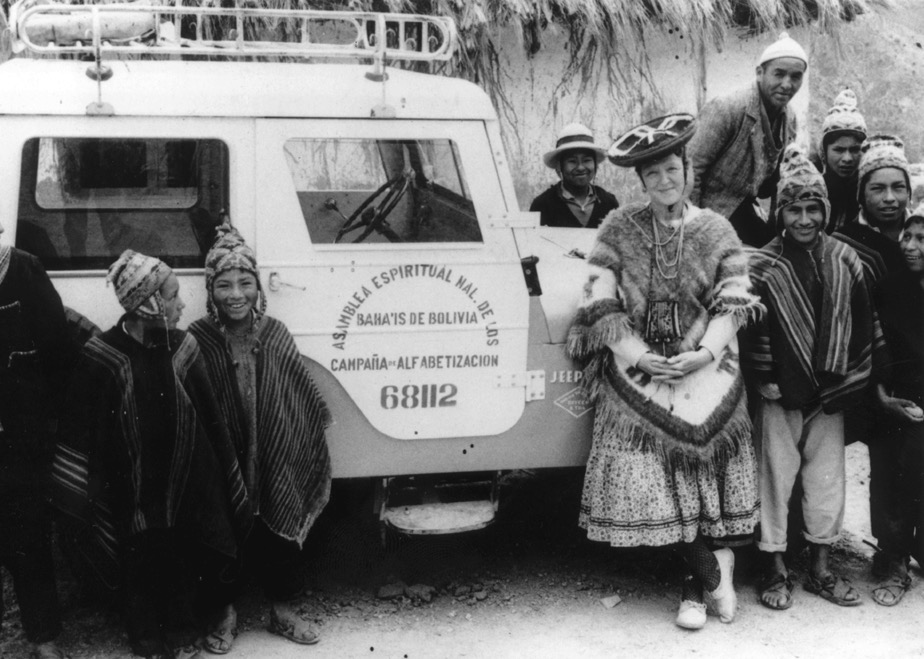 ASAMBLEA ESPIRITUAL NAL. DE LOS
BAHA'IS DE BOLIVIA
CAMPAÑA DE ALFABETIZACION
68112
JEEP